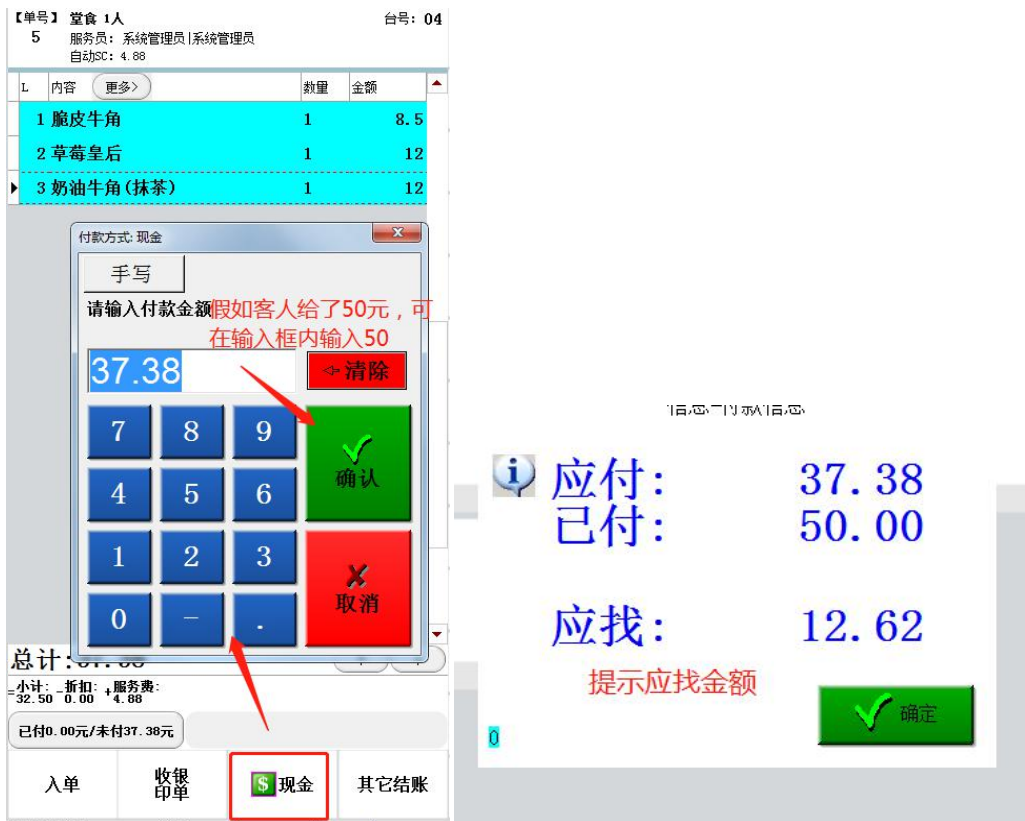 【单号】 堂食 1人 台号: 04
5 服务员: 系统管理员|系统管理员
自动SC: 4.88
L 内容 更多> 数量 金额
1 脆皮牛角 1 8.5
2 草莓皇后 1 12
3 奶油牛角(抹茶) 1 12
付款方式: 现金
手写
请输入付款金额
假如客人给了50元，可
在输入框内输入50
37.38
清除
7 8 9
确认
4 5 6
1 2 3
取消
0 - .
总计:
=小计: -折扣: +服务费:
32.50 0.00 4.88
已付0.00元/未付37.38元
入单
收银
印单
现金
其它结账
信息-付款信息
应付: 37.38
已付: 50.00
应找: 12.62
提示应找金额
确定
0